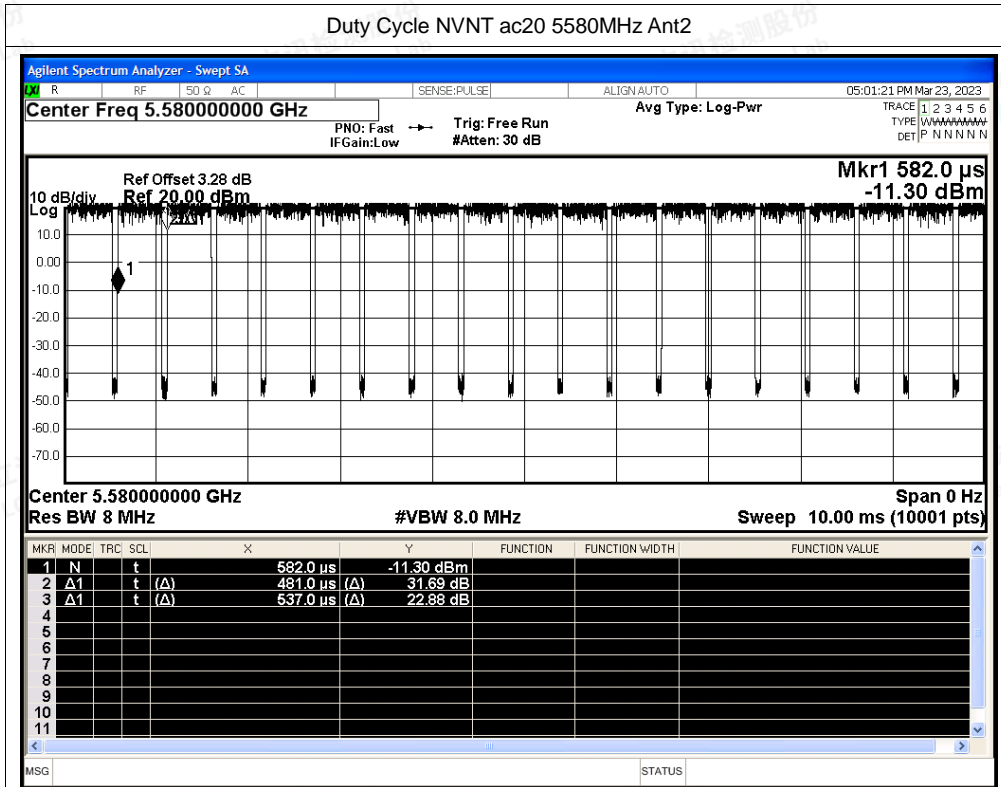 Duty Cycle NVNT ac20 5580MHz Ant2
Agilent Spectrum Analyzer - Swept SA
LXI R RF 50 Ω AC SENSE:PULSE ALIGN AUTO 05:01:21 PM Mar 23, 2023
Center Freq 5.580000000 GHz Avg Type: Log-Pwr TRACE 1 2 3 4 5 6
TYPE
PNO: Fast Trig: Free Run DET P N N N N N
IFGain:Low #Atten: 30 dB
Mkr1 582.0 µs
Ref Offset 3.28 dB
10 dB/div Ref 20.00 dBm -11.30 dBm
Log
10.0
0.00
1
-10.0
-20.0
-30.0
-40.0
-50.0
-60.0
-70.0
Center 5.580000000 GHz Span 0 Hz
Res BW 8 MHz #VBW 8.0 MHz Sweep 10.00 ms (10001 pts)
MKR MODE TRC SCL X Y FUNCTION FUNCTION WIDTH FUNCTION VALUE
1 N t 582.0 µs -11.30 dBm
2 Δ1 t (Δ) 481.0 µs (Δ) 31.69 dB
3 Δ1 t (Δ) 537.0 µs (Δ) 22.88 dB
4
5
6
7
8
9
10
11
MSG STATUS